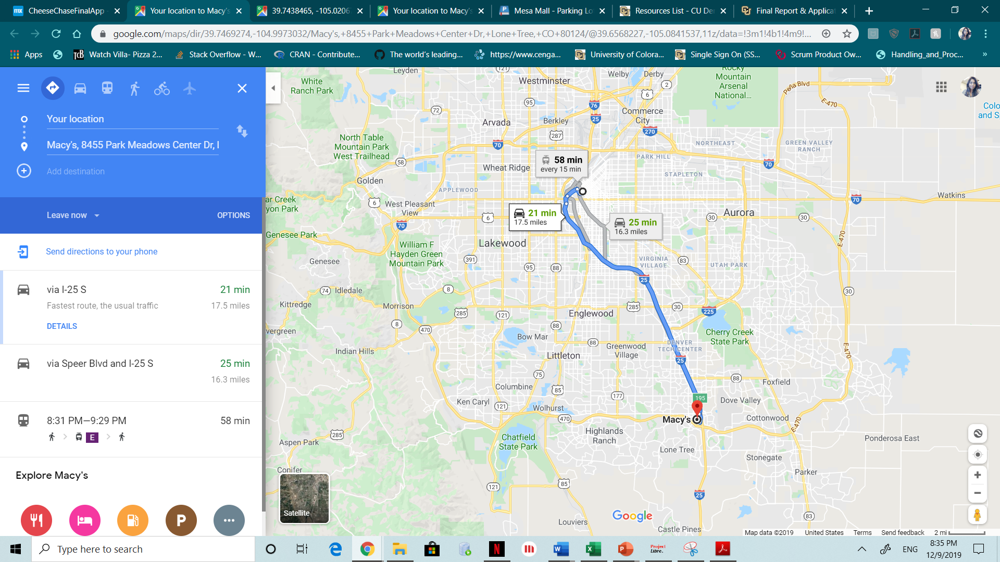 CheeseChaseFinalApp
Your location to Macy's
39.7438465, -105.0206
Your location to Macy's
Mesa Mall - Parking Lo
Resources List - CU De
Final Report & Applicat
google.com/maps/dir/39.7469274,-104.9973032/Macy's,+8455+Park+Meadows+Center+Dr,+Lone+Tree,+CO+80124/@39.6568227,-105.0841537,11z/data=!3m1!4b1!4m9!...
Apps
Watch Villa- Pizza 2...
Stack Overflow - W...
CRAN - Contribute...
The world's leading...
https://www.cenga...
University of Colora...
Single Sign On (SS...
Scrum Product Ow...
Handling_and_Proc...
»
Your location
Macy's, 8455 Park Meadows Center Dr, l
Add destination
Leave now
OPTIONS
Send directions to your phone
via I-25 S
21 min
Fastest route, the usual traffic
17.5 miles
DETAILS
via Speer Blvd and I-25 S
25 min
16.3 miles
8:31 PM—9:29 PM
58 min
E
Explore Macy's
P
Leyden
121
Westminster
Welby
Derby
2
Rocky
Mountain
Arsenal
National...
Peña Blvd
White
Ranch Park
95
76
6
E-470
72
25
Commerce
City
Colo
and S
Arvada
Berkley
287
270
North Table
Mountain Park
West Trailhead
70
NORTHEAST
GREEN VALLEY
RANCH
58
58 min
every 15 min
PARK HILL
70
Wheat Ridge
STAPLETON
Golden
APPLEWOOD
6
West Pleasant
View
ar Creek
yon Park
70
Watkins
21 min
17.5 miles
6
25 min
16.3 miles
30
Aurora
30
70
Genesee Park
Lakewood
William F
Hayden Green
Mountain Park
E-470
Genesee
391
95
88
VIRGINIA
VILLAGE
83
UTAH PARK
25
74
Idledale
8
30
Kittredge
Morrison
285
121
Englewood
285
30
225
8
470
88
vergreen
Bow Mar
88
Greenwood
Village
DENVER
TECH CENTER
Cherry Creek
State Park
E-470
Indian Hills
Littleton
25
75
88
Foxfield
Columbine
85
177
195
Ken Caryl
121
Wolhurst
Dove Valley
470
Macy's
Cottonwood
E-470
285
Aspen Park
Chatfield
State Park
Highlands
Ranch
Lone Tree
Ponderosa East
Stonegate
Conifer
Parker
121
85
25
Satellite
Google
83
Louviers
Castle Pines
Map data ©2019
United States
Terms
Send feedback
2 mi
Type here to search
ENG
8:35 PM
12/9/2019